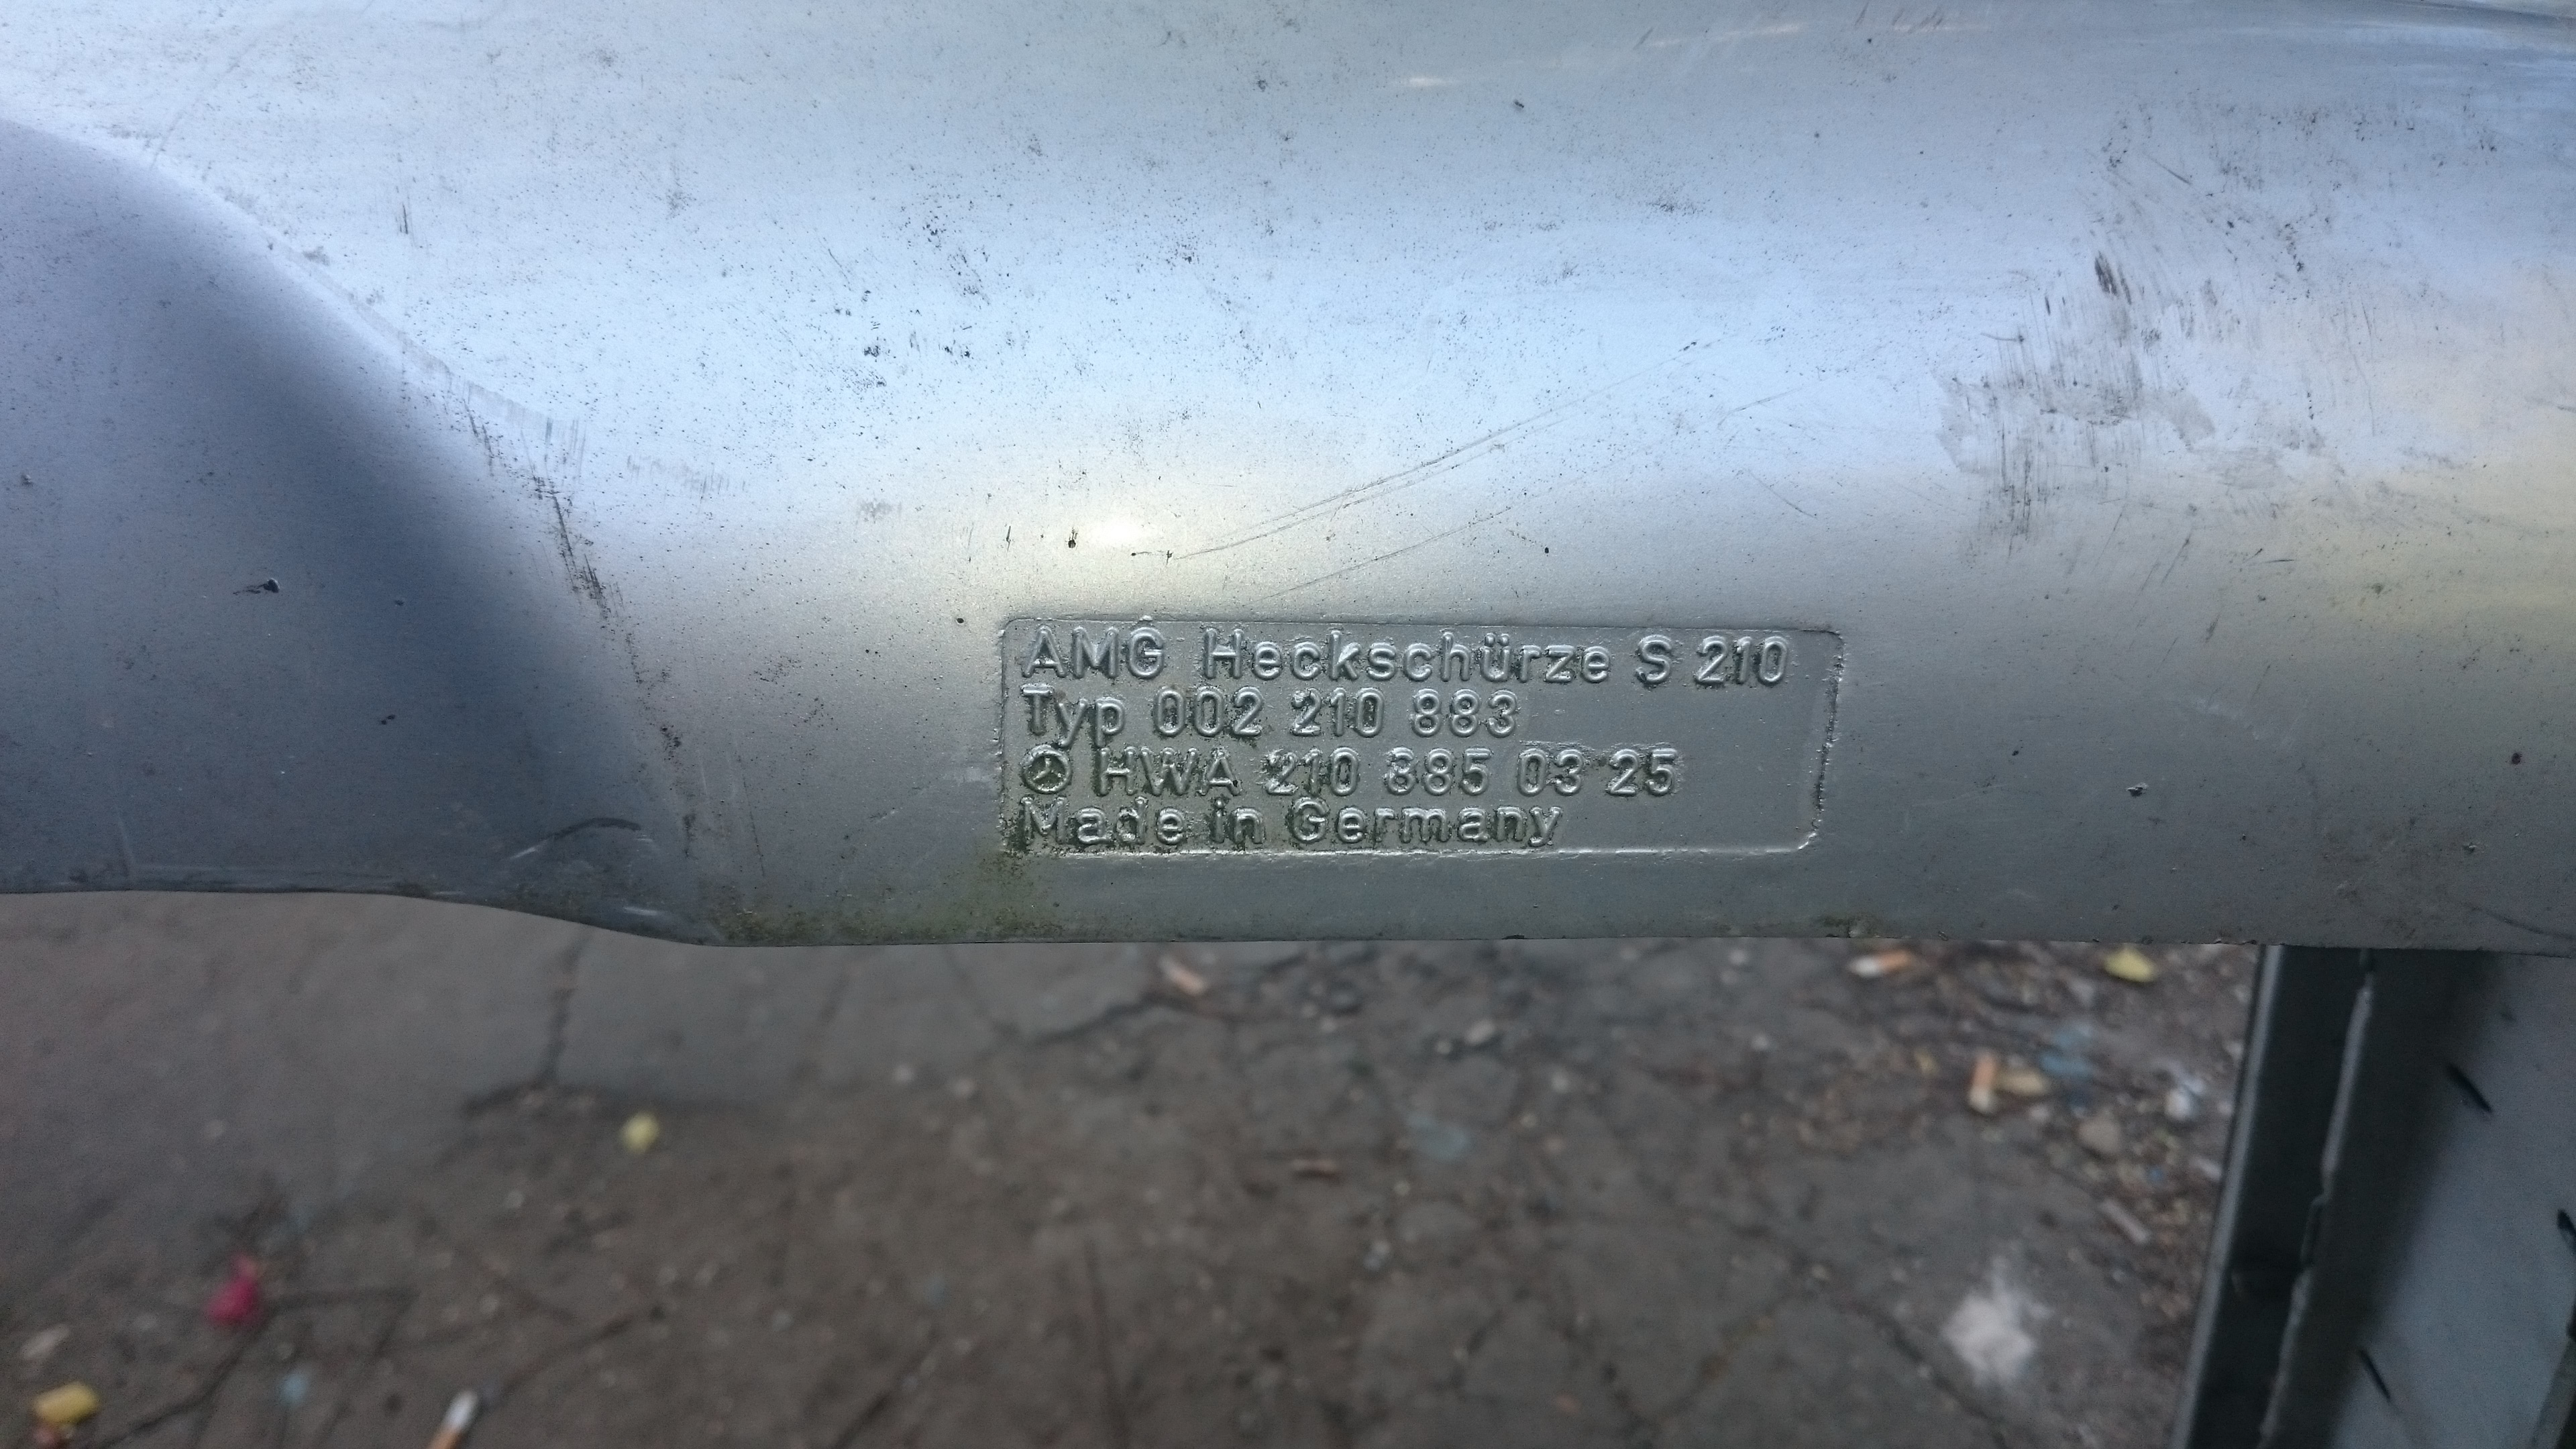 AMG Heckschürze S 210
Typ 002 210 883
HWA 210 885 03 25
Made in Germany